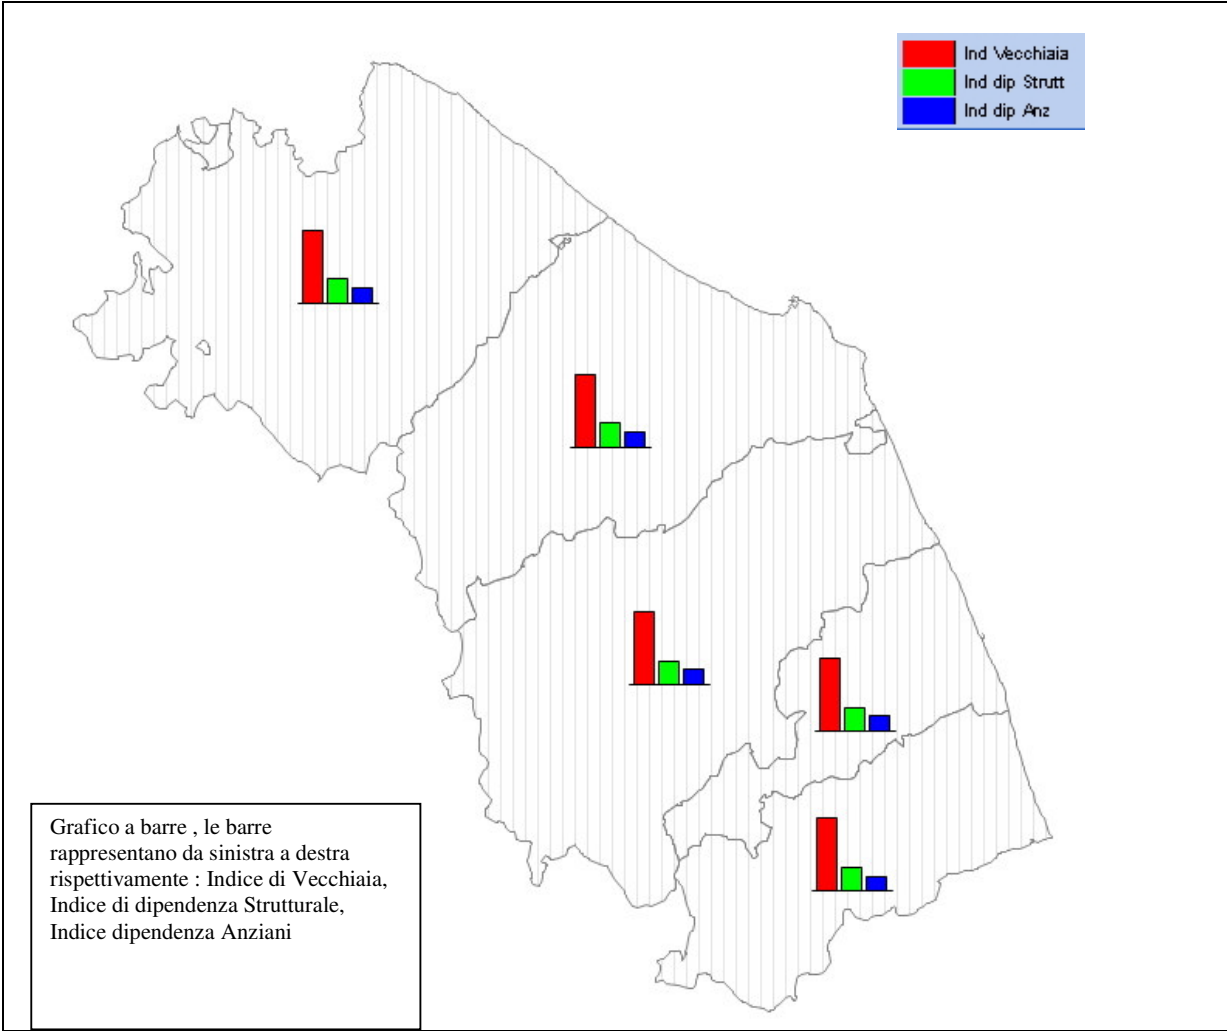 Ind Vecchiaia
Ind dip Strutt
Ind dip Anz
Grafico a barre , le barre
rappresentano da sinistra a destra
rispettivamente : Indice di Vecchiaia,
Indice di dipendenza Strutturale,
Indice dipendenza Anziani